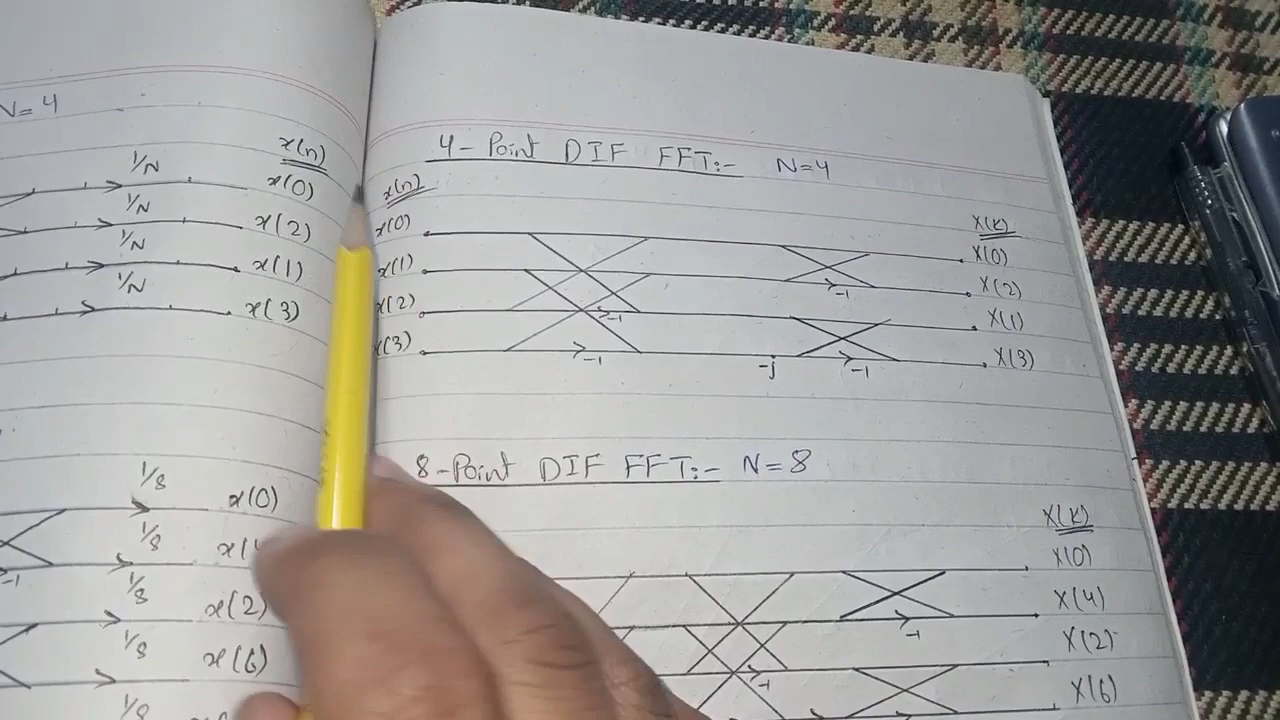 N=4
x(n)
1/N
x(0)
1/N
x(2)
1/N
x(1)
1/N
x(3)
1/8
x(0)
1/8
-1
1/8
x(2)
1/8
x(6)
1/8
4-Point DIF FFT:- N=4
x(n)
X(k)
x(0)
X(0)
x(1)
-1
X(2)
x(2)
-1
X(1)
x(3)
-1
-j
-1
X(3)
8-Point DIF FFT:- N=8
X(k)
X(0)
-1
X(4)
-1
X(2)
X(6)